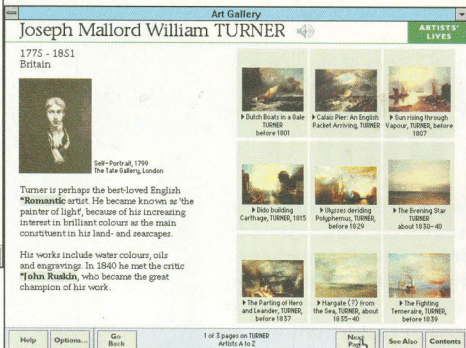 Art Gallery
Joseph Mallord William TURNER
ARTISTS'
LIVES
1775 - 1851
Britain
Self-Portrait, 1799
The Tate Gallery, London
Turner is perhaps the best-loved English
*Romantic artist. He became known as 'the
painter of light', because of his increasing
interest in brilliant colours as the main
constituent in his land- and seascapes.
His works include water colours, oils
and engravings. In 1840 he met the critic
*John Ruskin, who became the great
champion of his work.
Dutch Boats in a Gale
TURNER
before 1801
Calais Pier: An English
Packet Arriving, TURNER
Sun rising through
Vapour, TURNER, before
1807
Dido building
Carthage, TURNER, 1815
Ulysses deriding
Polyphemus, TURNER,
before 1829
The Evening Star
TURNER
about 1830-40
The Parting of Hero
and Leander, TURNER,
before 1837
Margate (?) from
the Sea, TURNER, about
1835-40
The Fighting
Temeraire, TURNER,
before 1839
Help
Options...
Go
Back
1 of 3 pages on TURNER
Artists A to Z
Next
Page
See Also
Contents